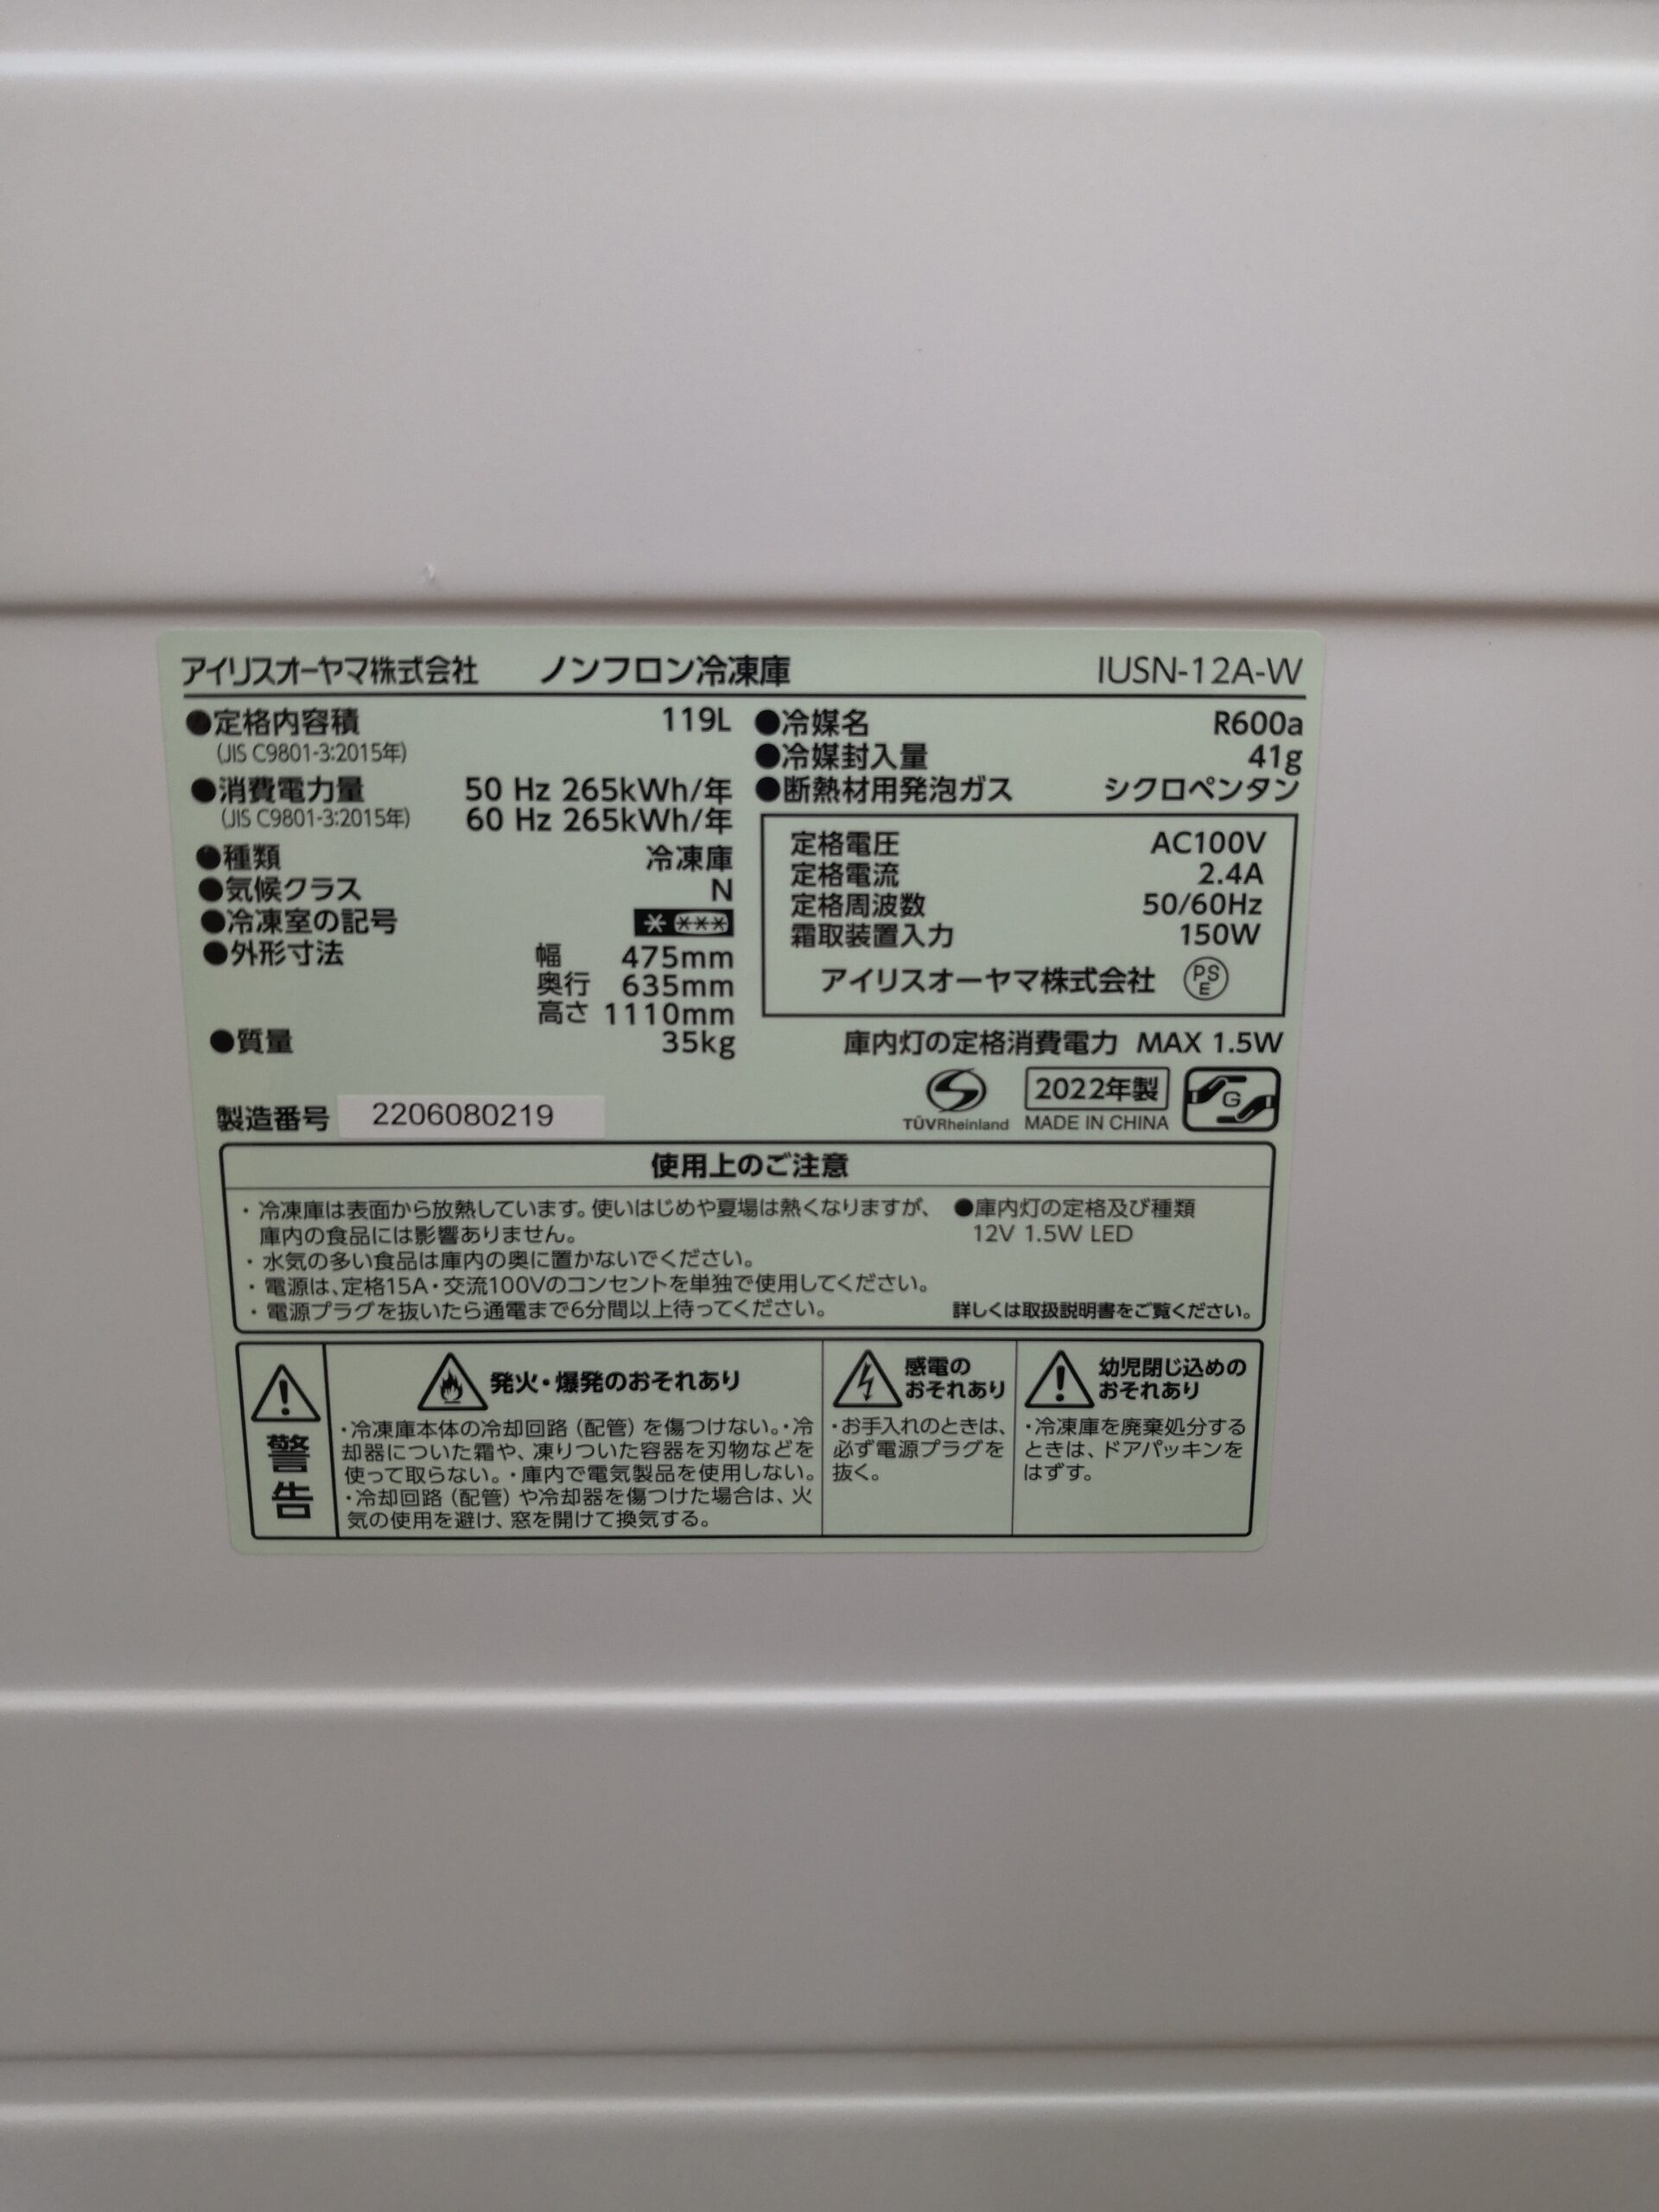 アイリスオーヤマ株式会社 ノンフロン冷凍庫 IUSN-12A-W
●定格内容積 119L
(JIS C9801-3:2015年)
●消費電力量 50 Hz 265kWh/年
(JIS C9801-3:2015年) 60 Hz 265kWh/年
●種類 冷凍庫
●気候クラス N
●冷凍室の記号
●外形寸法 幅 475mm
奥行 635mm
高さ 1110mm
●質量 35kg
●冷媒名 R600a
●冷媒封入量 41g
●断熱材用発泡ガス シクロペンタン
定格電圧 AC100V
定格電流 2.4A
定格周波数 50/60Hz
霜取装置入力 150W
アイリスオーヤマ株式会社 PSE
庫内灯の定格消費電力 MAX 1.5W
製造番号 2206080219
TÜVRheinland
2022年製
MADE IN CHINA
G
使用上のご注意
・冷凍庫は表面から放熱しています。使いはじめや夏場は熱くなりますが、
庫内の食品には影響ありません。
・水気の多い食品は庫内の奥に置かないでください。
・電源は、定格15A・交流100Vのコンセントを単独で使用してください。
・電源プラグを抜いたら通電まで6分間以上待ってください。
●庫内灯の定格及び種類
12V 1.5W LED
詳しくは取扱説明書をご覧ください。
警告
発火・爆発のおそれあり
・冷凍庫本体の冷却回路（配管）を傷つけない。・冷
却器についた霜や、凍りついた容器を刃物などを
使って取らない。・庫内で電気製品を使用しない。
・冷却回路（配管）や冷却器を傷つけた場合は、火
気の使用を避け、窓を開けて換気する。
感電の
おそれあり
・お手入れのときは、
必ず電源プラグを
抜く。
幼児閉じ込めの
おそれあり
・冷凍庫を廃棄処分する
ときは、ドアパッキンを
はずす。